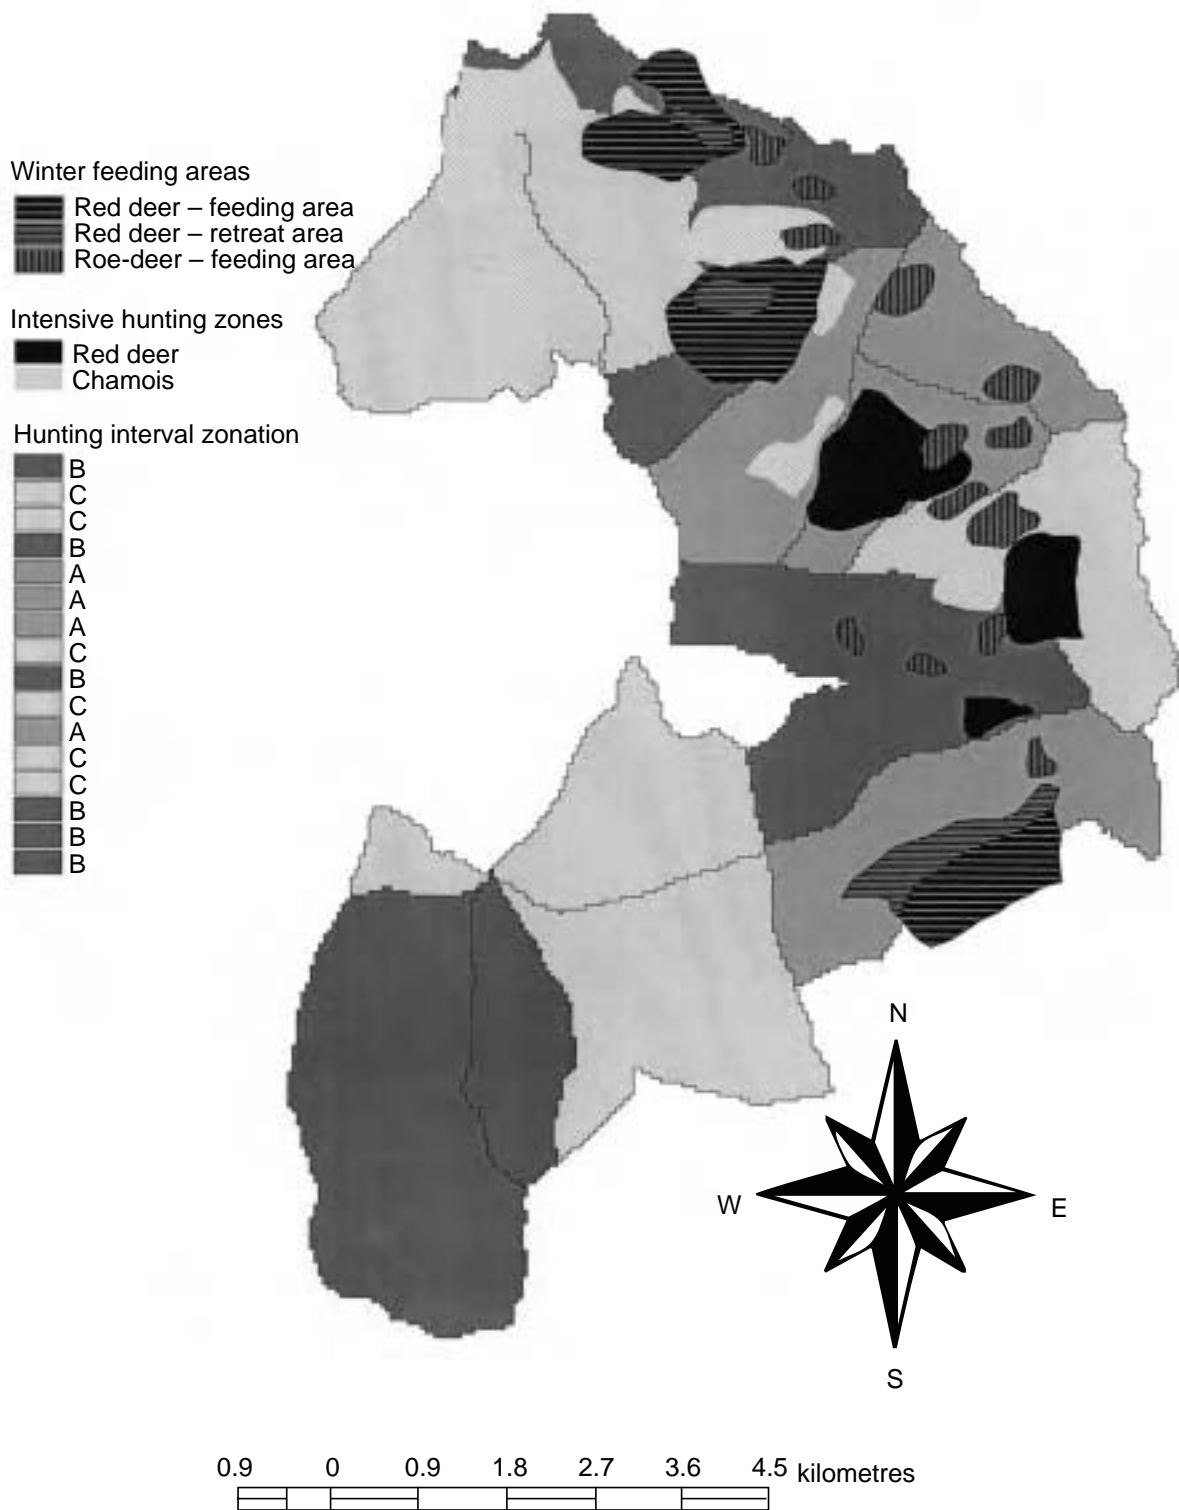 Winter feeding areas
Red deer – feeding area
Red deer – retreat area
Roe-deer – feeding area
Intensive hunting zones
Red deer
Chamois
Hunting interval zonation
B
C
C
B
A
A
A
C
B
C
A
C
C
B
B
B
N
W
E
S
0.9 0 0.9 1.8 2.7 3.6 4.5 kilometres